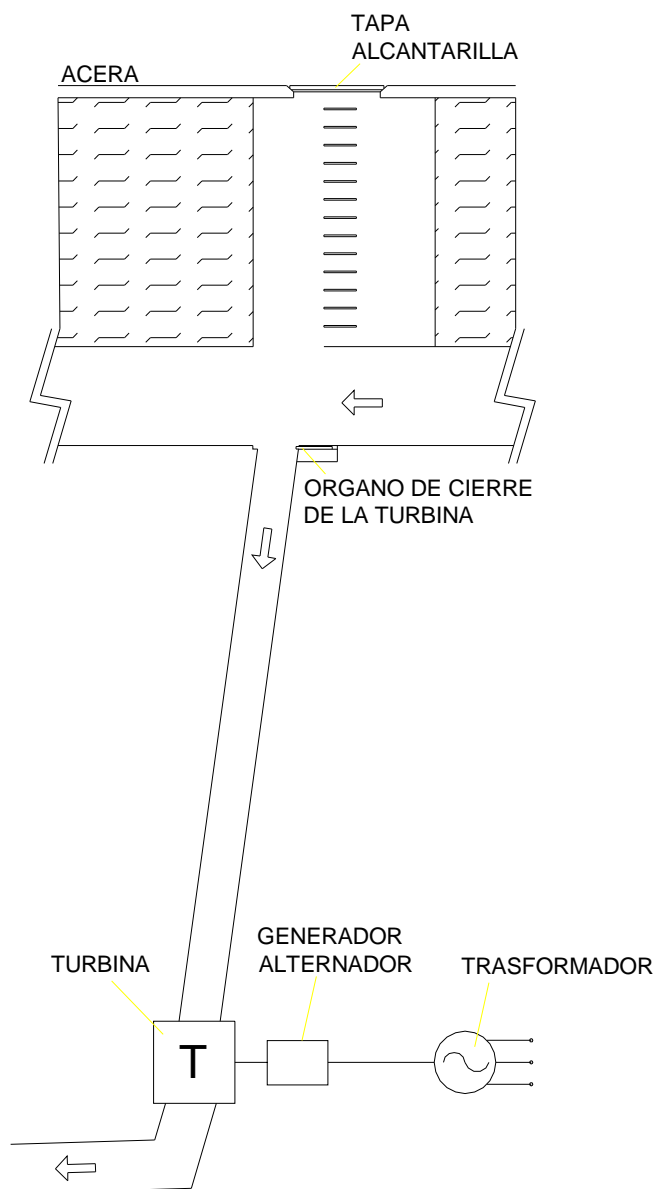 TAPA
ALCANTARILLA
ACERA
ORGANO DE CIERRE
DE LA TURBINA
GENERADOR
ALTERNADOR
TURBINA
TRASFORMADOR
T